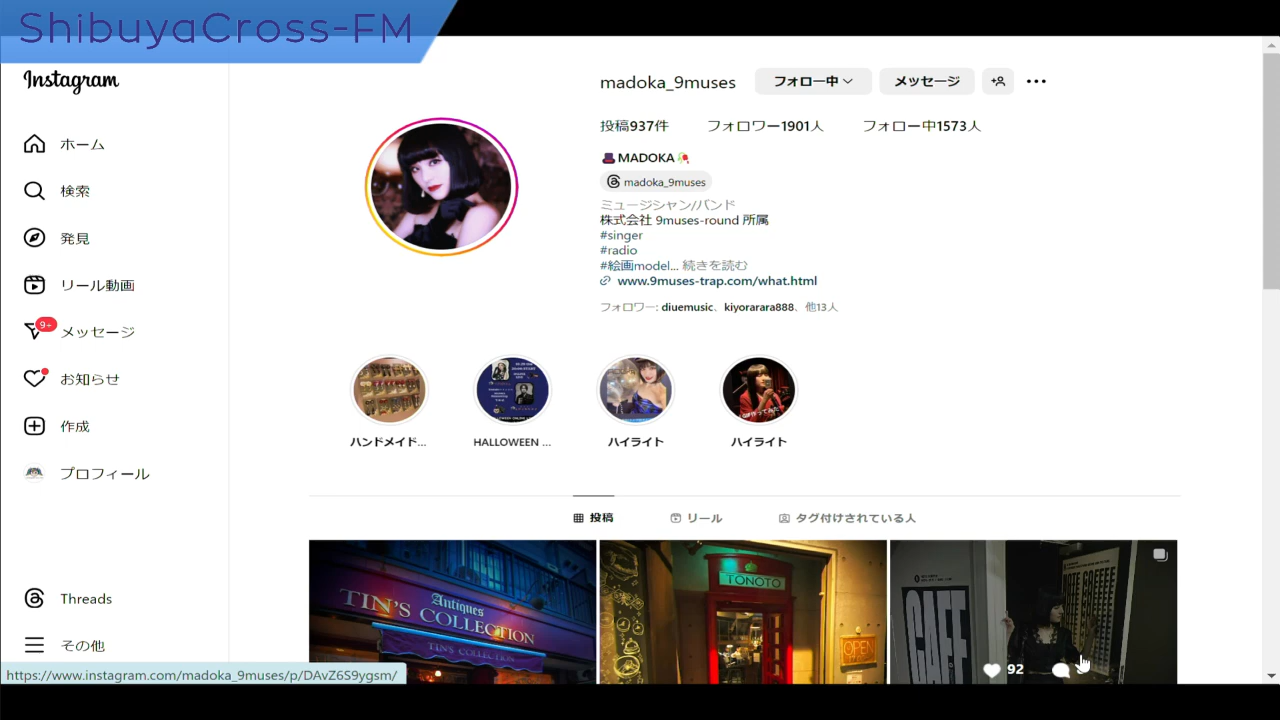 ShibuyaCross-FM
Instagram
ホーム
検索
発見
リール動画
9+
メッセージ
お知らせ
作成
プロフィール
Threads
その他
madoka_9muses
フォロー中
メッセージ
投稿937件 フォロワー1901人 フォロー中1573人
MADOKA
madoka_9muses
ミュージシャン/バンド
株式会社 9muses-round 所属
#singer
#radio
#絵画model... 続きを読む
www.9muses-trap.com/what.html
フォロワー: diuemusic、kiyorarara888、他13人
ハンドメイド...
HALLOWEEN ...
ハイライト
ハイライト
投稿
リール
タグ付けされている人
Antiques
TIN'S COLLECTION
TIN'S COLLECTION
TONOTO
OPEN
CAFE
92
https://www.instagram.com/madoka_9muses/p/DAvZ6S9ygsm/